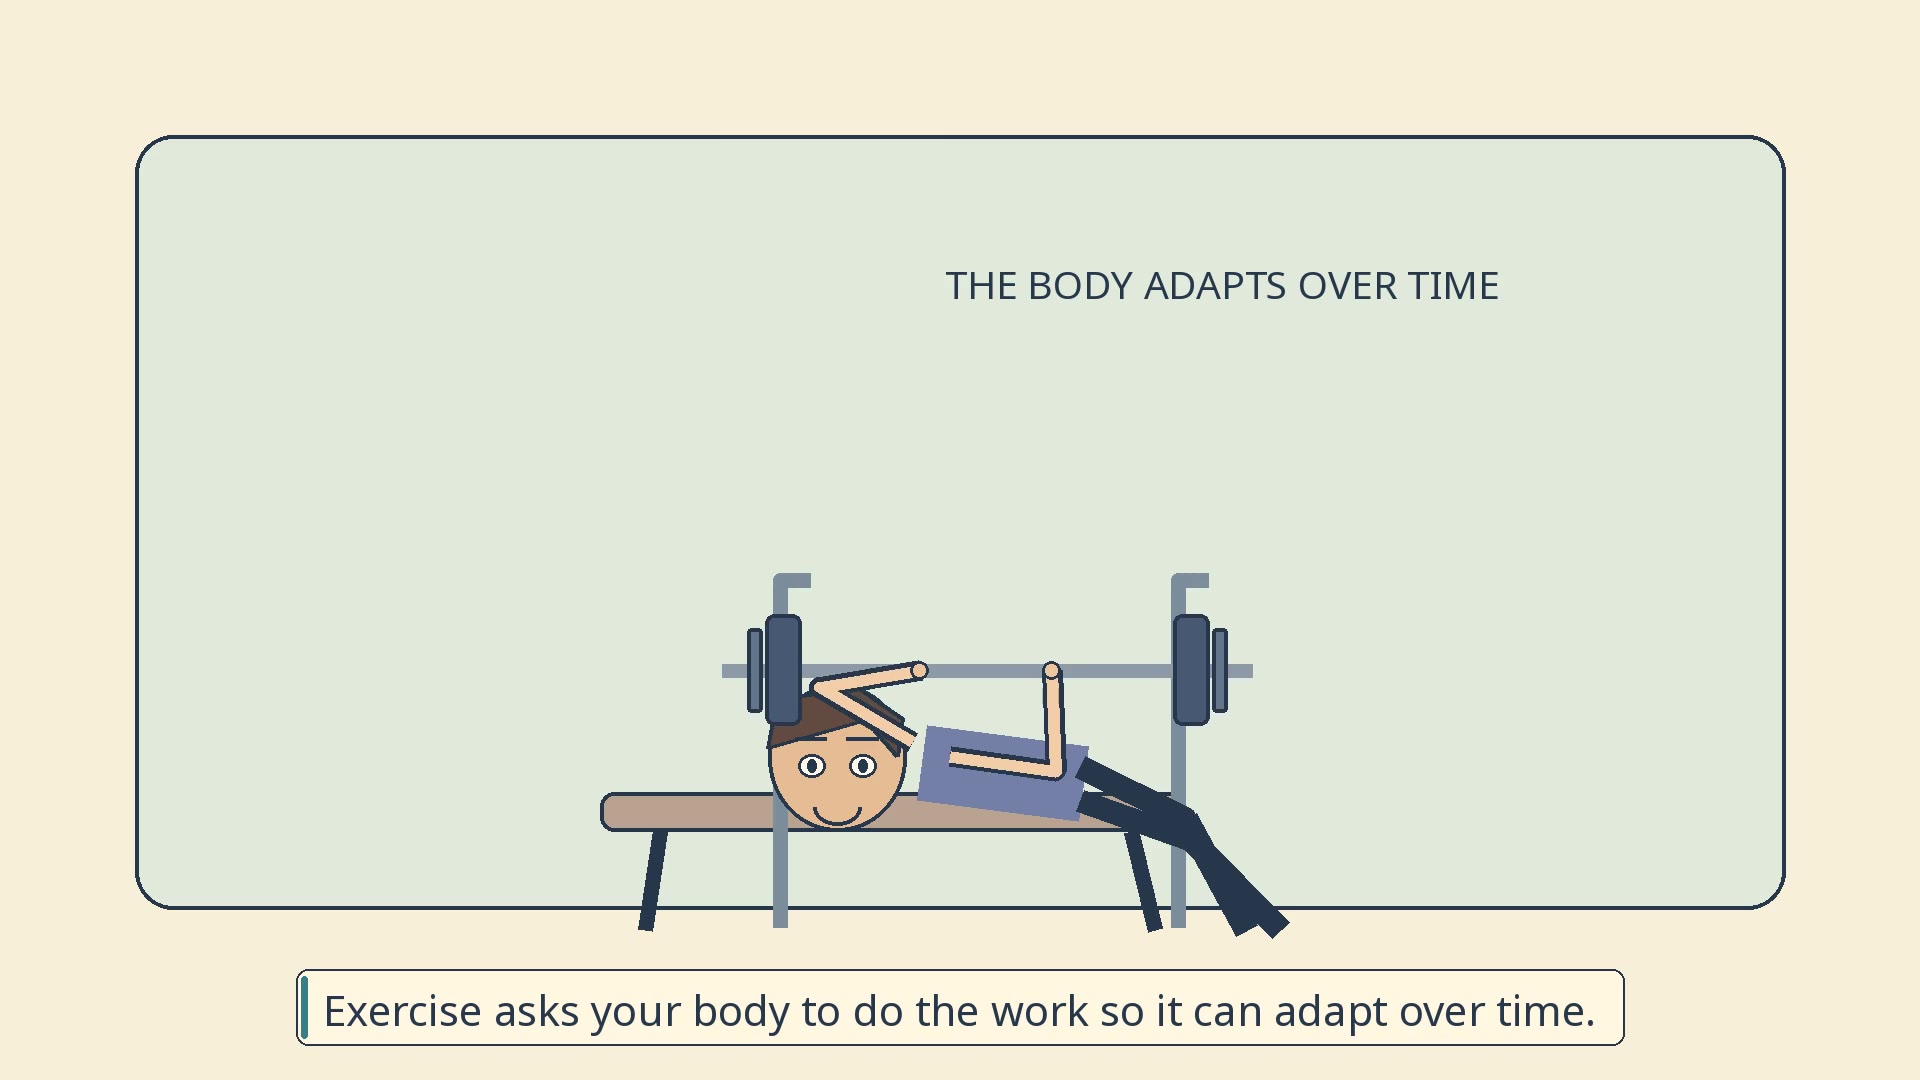 THE BODY ADAPTS OVER TIME
Exercise asks your body to do the work so it can adapt over time.